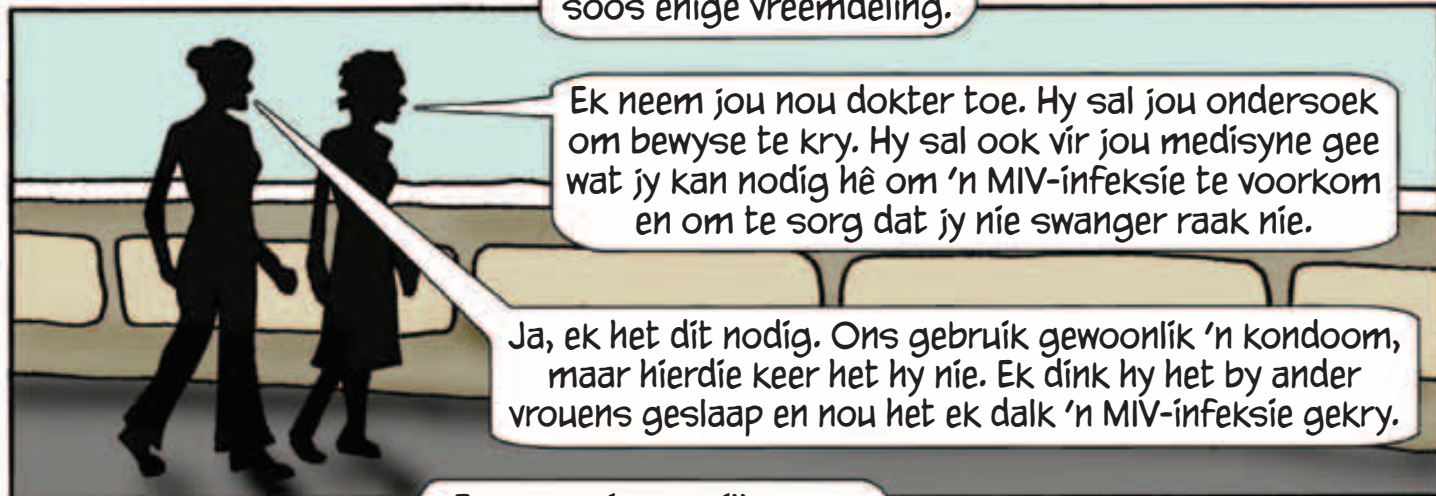 soos enige vreemdeling.
Ek neem jou nou dokter toe. Hy sal jou ondersoek
om bewyse te kry. Hy sal ook vir jou medisyne gee
wat jy kan nodig hê om 'n MIV-infeksie te voorkom
en om te sorg dat jy nie swanger raak nie.
Ja, ek het dit nodig. Ons gebruik gewoonlik 'n kondoom,
maar hierdie keer het hy nie. Ek dink hy het by ander
vrouens geslaap en nou het ek dalk 'n MIV-infeksie gekry.